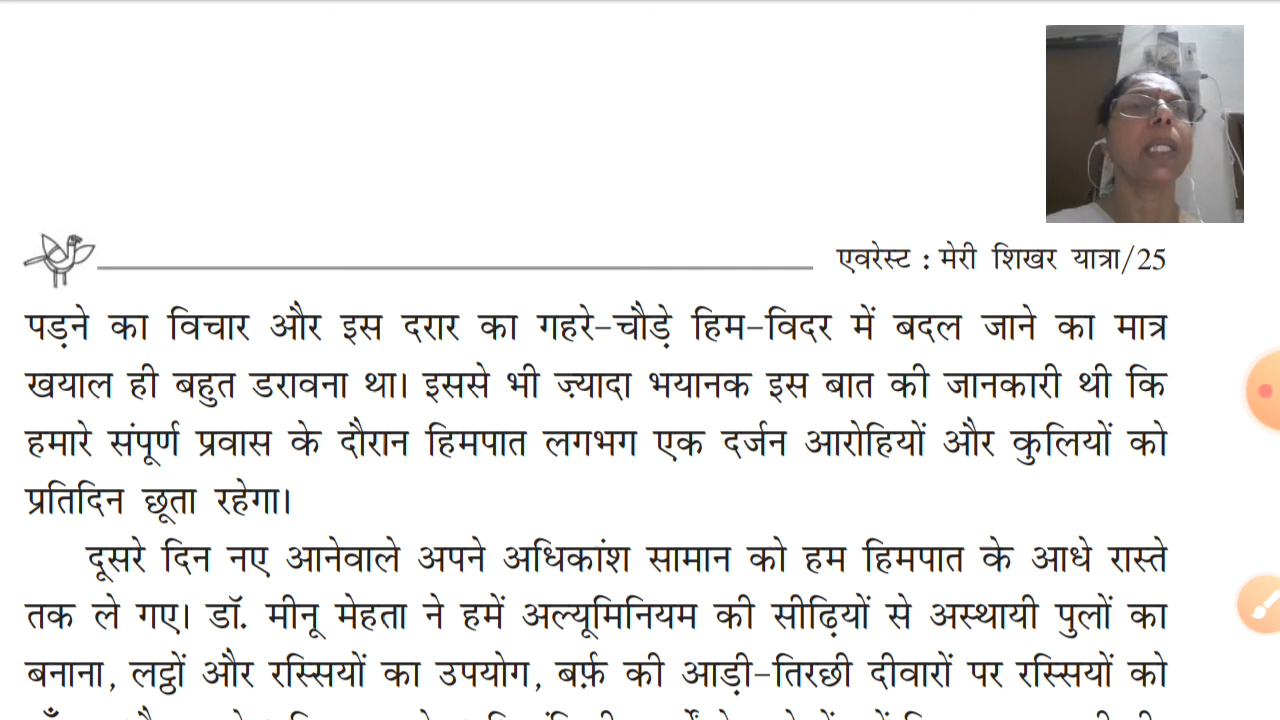 एवरेस्ट : मेरी शिखर यात्रा/25
पड़ने का विचार और इस दरार का गहरे-चौड़े हिम-विदर में बदल जाने का मात्र
खयाल ही बहुत डरावना था। इससे भी ज़्यादा भयानक इस बात की जानकारी थी कि
हमारे संपूर्ण प्रवास के दौरान हिमपात लगभग एक दर्जन आरोहियों और कुलियों को
प्रतिदिन छूता रहेगा।
दूसरे दिन नए आनेवाले अपने अधिकांश सामान को हम हिमपात के आधे रास्ते
तक ले गए। डॉ. मीनू मेहता ने हमें अल्यूमिनियम की सीढ़ियों से अस्थायी पुलों का
बनाना, लट्ठों और रस्सियों का उपयोग, बर्फ़ की आड़ी-तिरछी दीवारों पर रस्सियों को